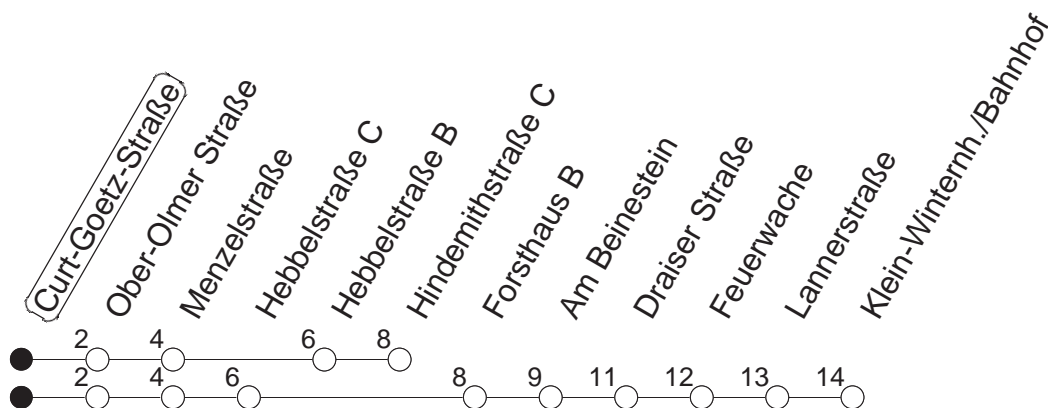 Curt-Goetz-Straße
Ober-Olmer Straße
Menzelstraße
Hebbelstraße C
Hebbelstraße B
Hindemithstraße C
Forsthaus B
Am Beinestein
Draiser Straße
Feuerwache
Lannerstraße
Klein-Winternh./Bahnhof
2 4 6 8
2 4 6 8 9 11 12 13 14